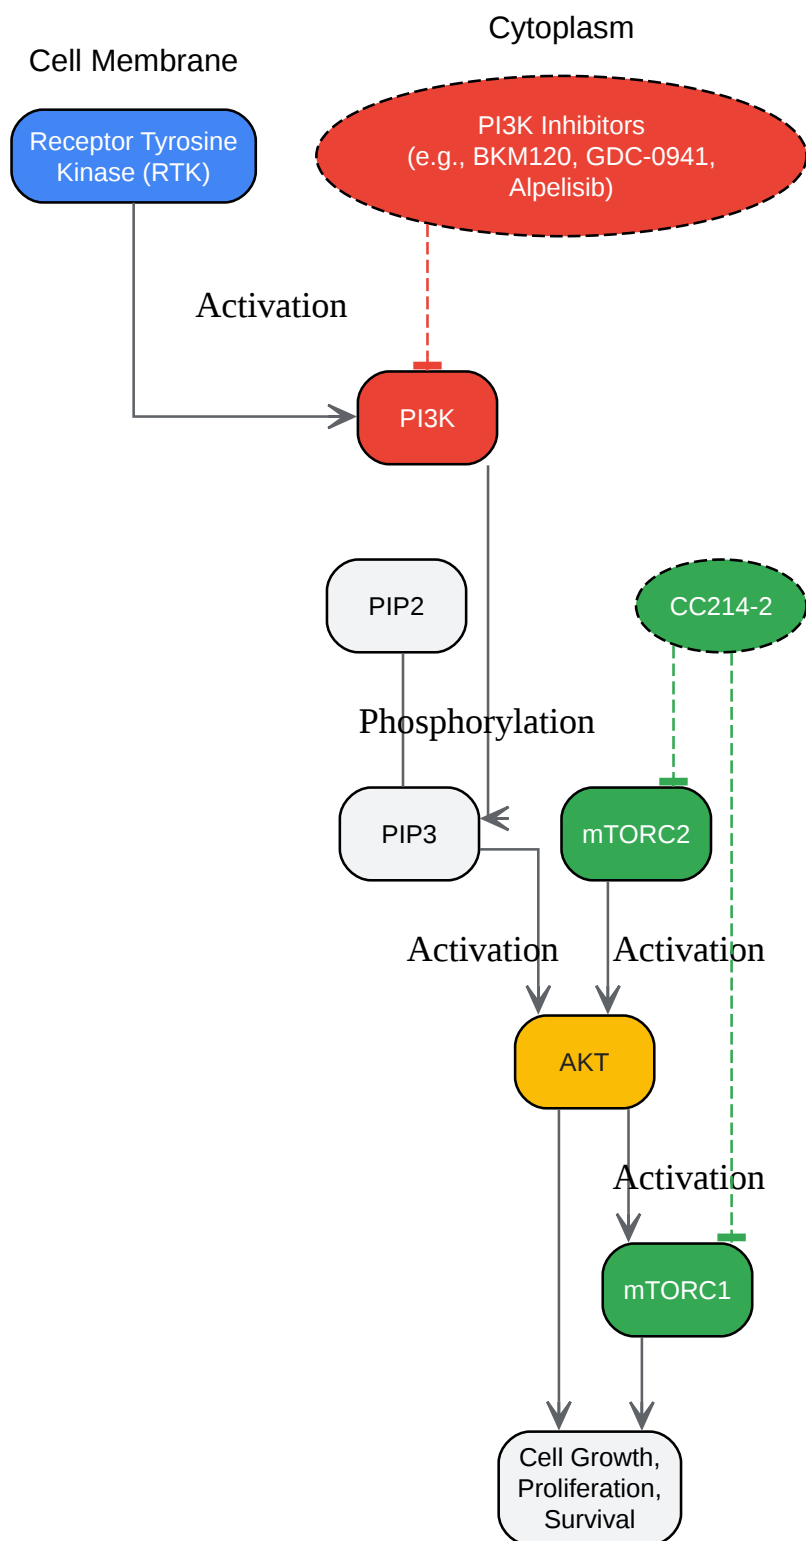 Cytoplasm
Cell Membrane
Receptor Tyrosine
Kinase (RTK)
PI3K Inhibitors
(e.g., BKM120, GDC-0941,
Alpelisib)
Activation
PI3K
PIP2
CC214-2
Phosphorylation
PIP3
mTORC2
Activation
Activation
AKT
Activation
mTORC1
Cell Growth,
Proliferation,
Survival